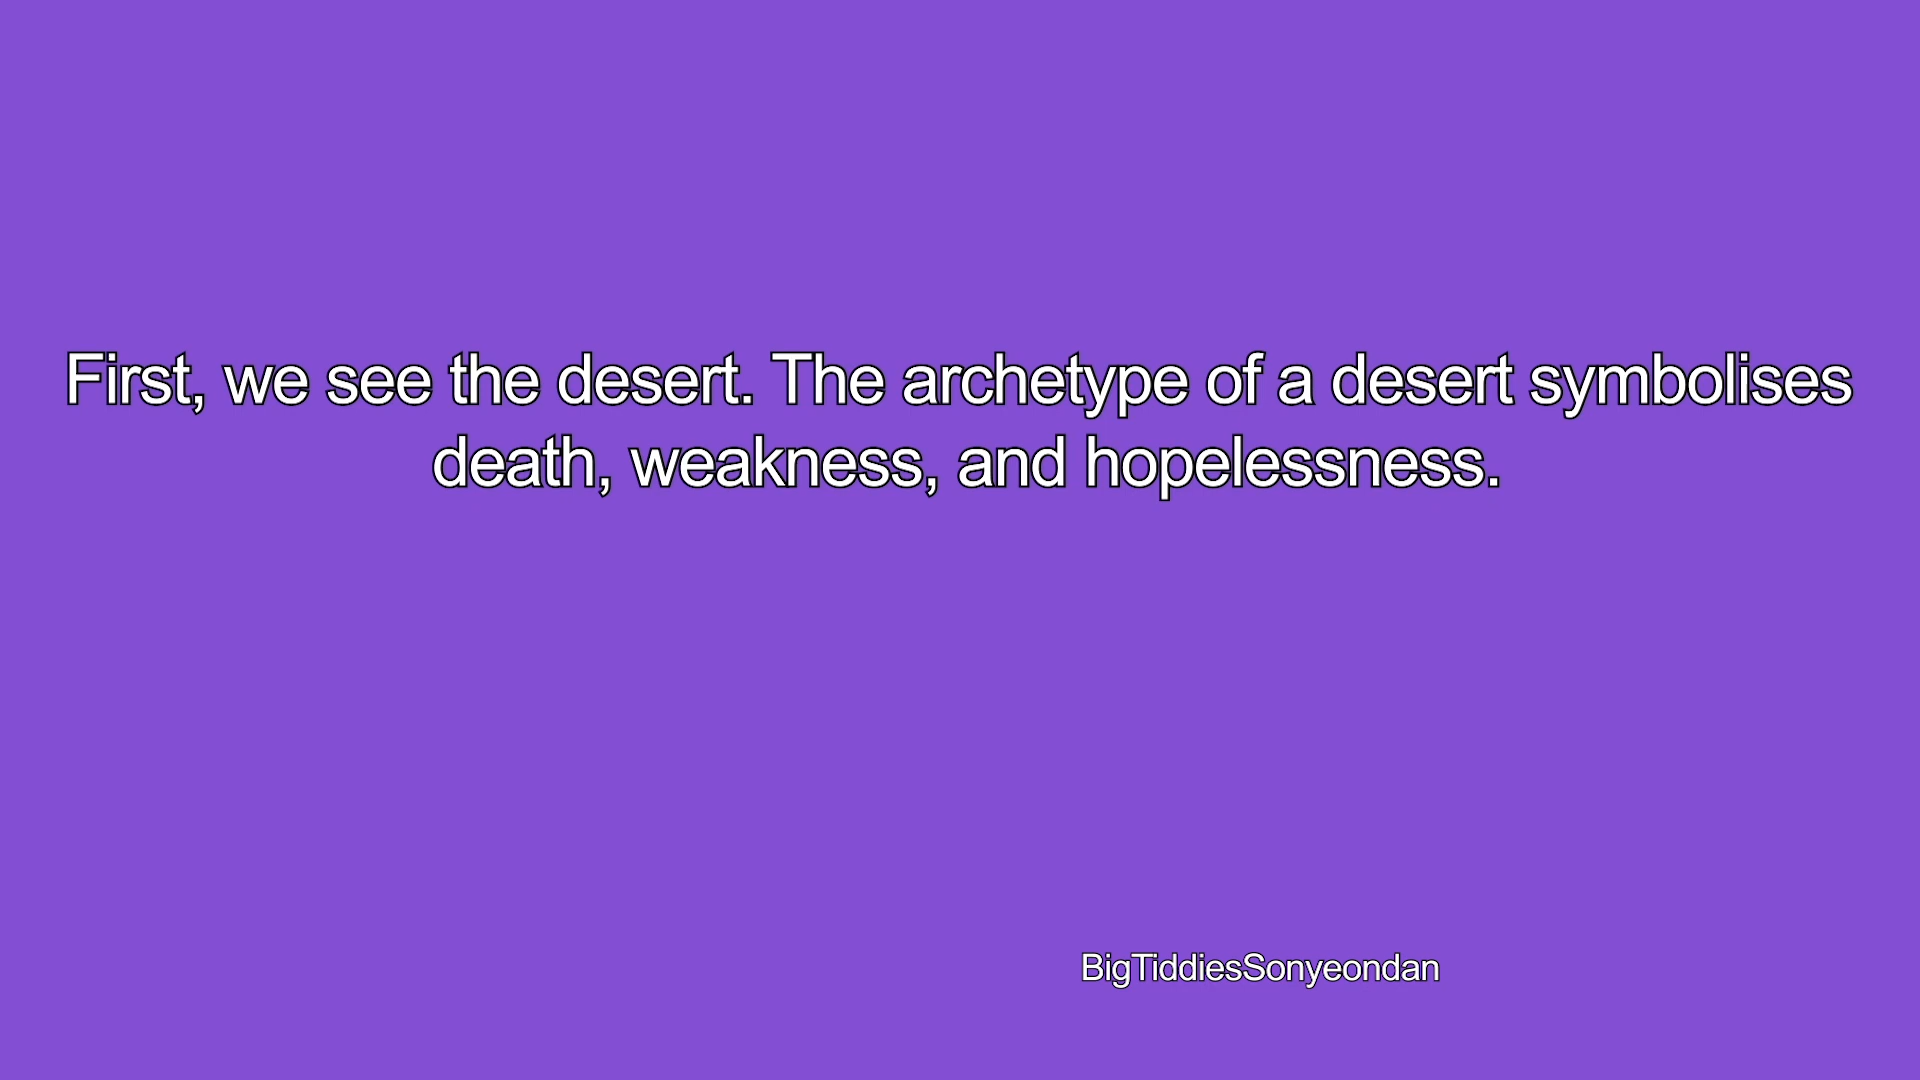 First, we see the desert. The archetype of a desert symbolises
death, weakness, and hopelessness.
BigTiddiesSonyeondan